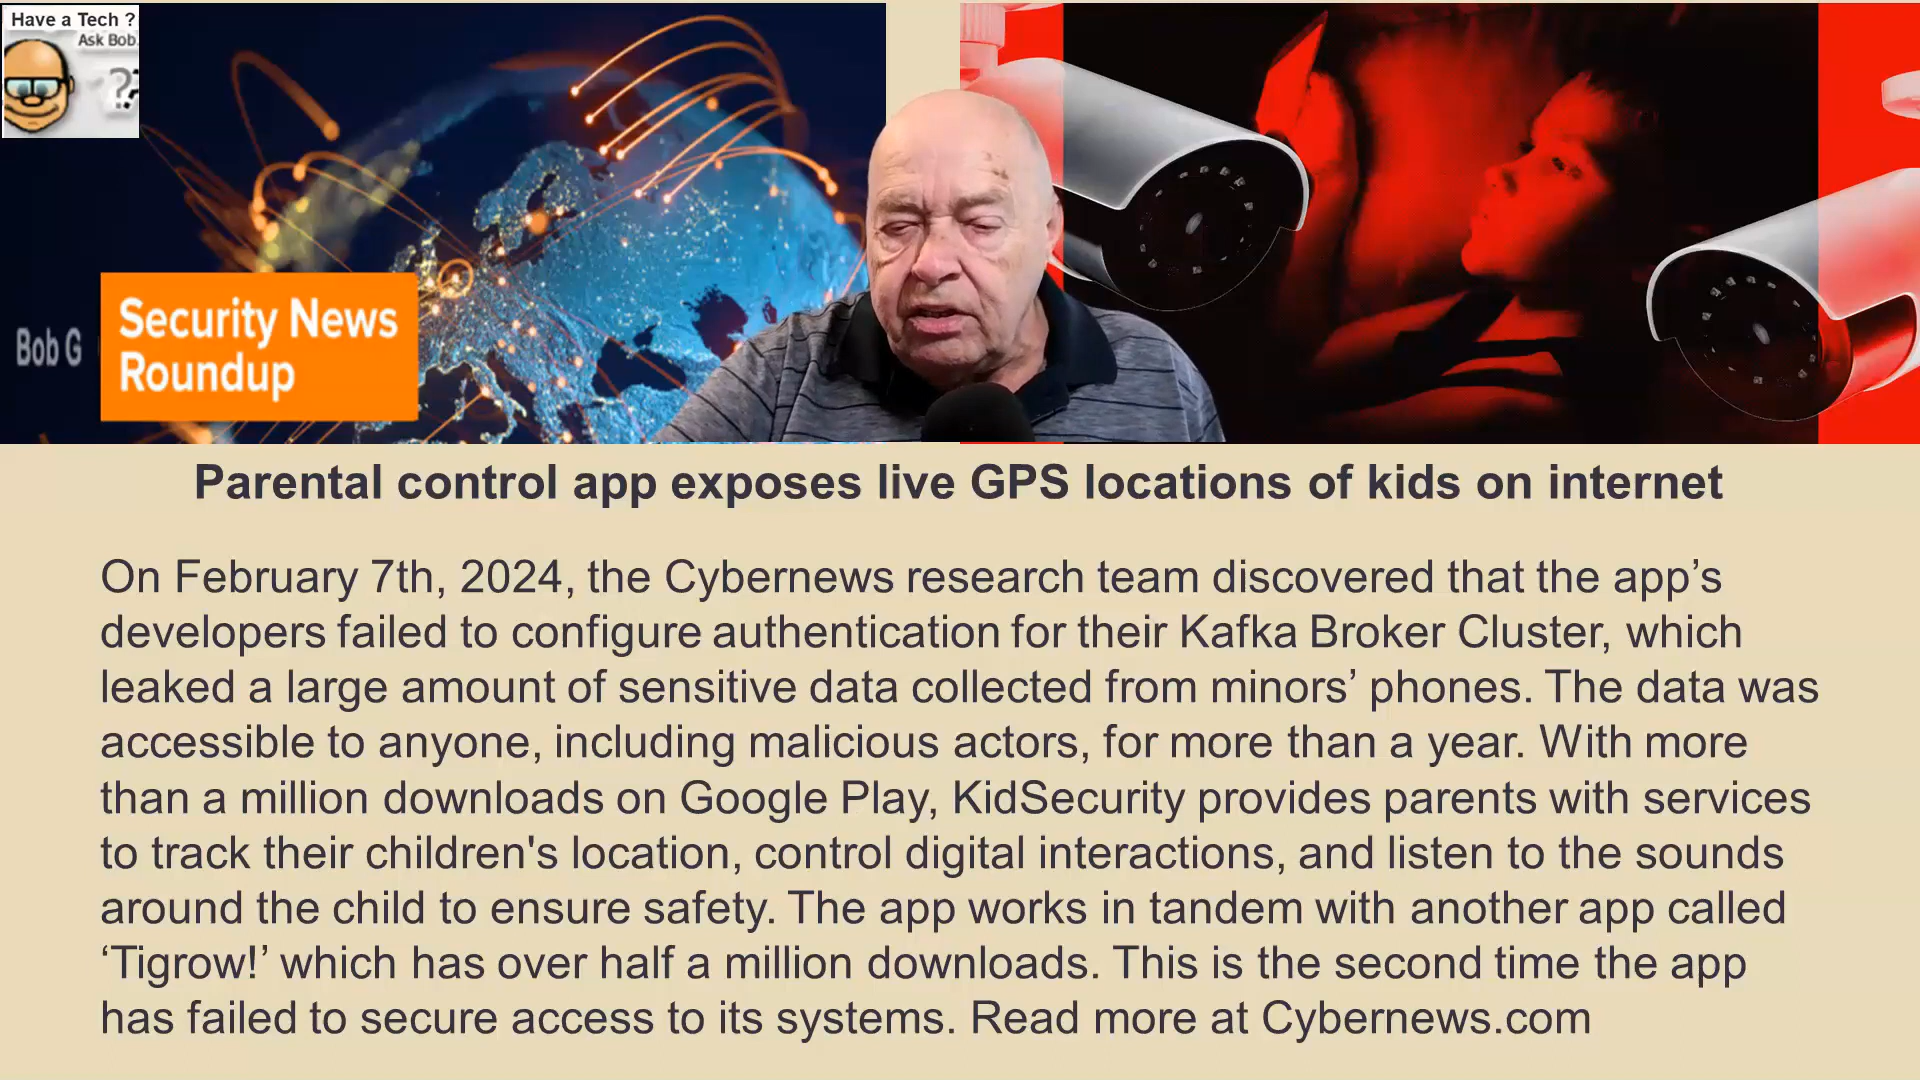 Have a Tech ?
Ask Bob
??
Bob G
Security News
Roundup
Parental control app exposes live GPS locations of kids on internet
On February 7th, 2024, the Cybernews research team discovered that the app’s
developers failed to configure authentication for their Kafka Broker Cluster, which
leaked a large amount of sensitive data collected from minors’ phones. The data was
accessible to anyone, including malicious actors, for more than a year. With more
than a million downloads on Google Play, KidSecurity provides parents with services
to track their children's location, control digital interactions, and listen to the sounds
around the child to ensure safety. The app works in tandem with another app called
‘Tigrow!’ which has over half a million downloads. This is the second time the app
has failed to secure access to its systems. Read more at Cybernews.com